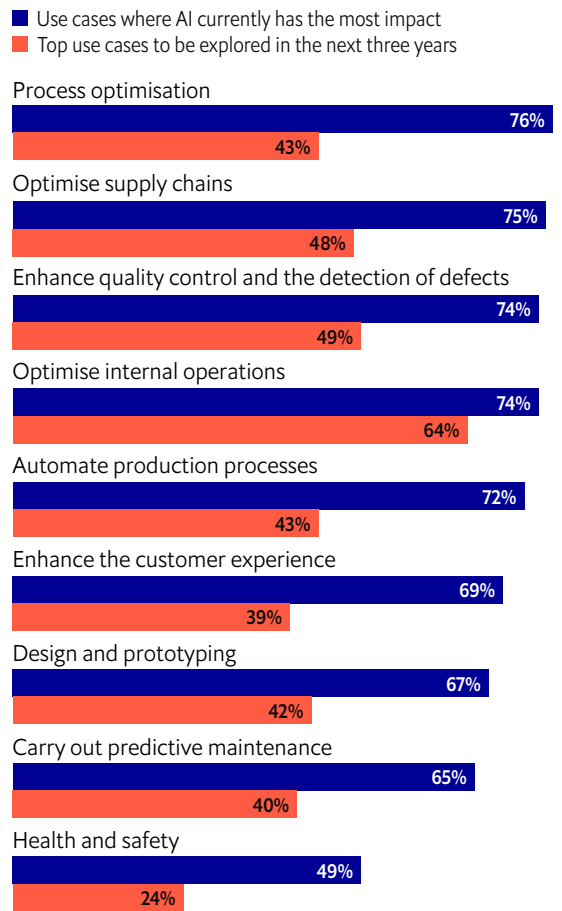 Use cases where AI currently has the most impact
Top use cases to be explored in the next three years
Process optimisation
76%
43%
Optimise supply chains
75%
48%
Enhance quality control and the detection of defects
74%
49%
Optimise internal operations
74%
64%
Automate production processes
72%
43%
Enhance the customer experience
69%
39%
Design and prototyping
67%
42%
Carry out predictive maintenance
65%
40%
Health and safety
49%
24%